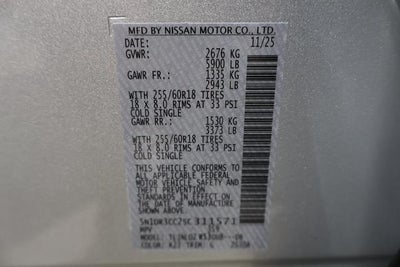 MFD BY NISSAN MOTOR CO., LTD.
DATE: 11/25
GVWR: 2676 KG
5900 LB
GAWR FR.: 1335 KG
2943 LB
WITH 255/60R18 TIRES
18 X 8.0 RIMS AT 33 PSI
COLD SINGLE
GAWR RR.: 1530 KG
3373 LB
WITH 255/60R18 TIRES
18 X 8.0 RIMS AT 33 PSI
COLD SINGLE
THIS VEHICLE CONFORMS TO
ALL APPLICABLE FEDERAL
MOTOR VEHICLE SAFETY AND
THEFT PREVENTION
STANDARDS IN EFFECT ON
THE DATE OF MANUFACTURE
SHOWN ABOVE
311571
MPV
COLOR: K23 TRIM: G